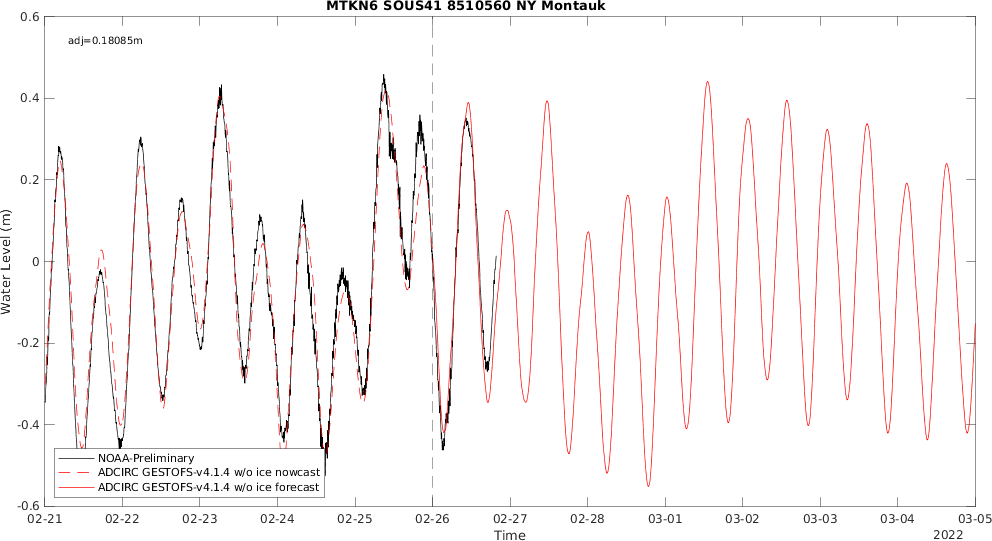 MTKN6 SOUS41 8510560 NY Montauk
adj=0.18085m
0.6
0.4
0.2
0
-0.2
-0.4
-0.6
Water Level (m)
NOAA-Preliminary
ADCIRC GESTOFS-v4.1.4 w/o ice nowcast
ADCIRC GESTOFS-v4.1.4 w/o ice forecast
02-21 02-22 02-23 02-24 02-25 02-26 02-27 02-28 03-01 03-02 03-03 03-04 03-05
Time
2022